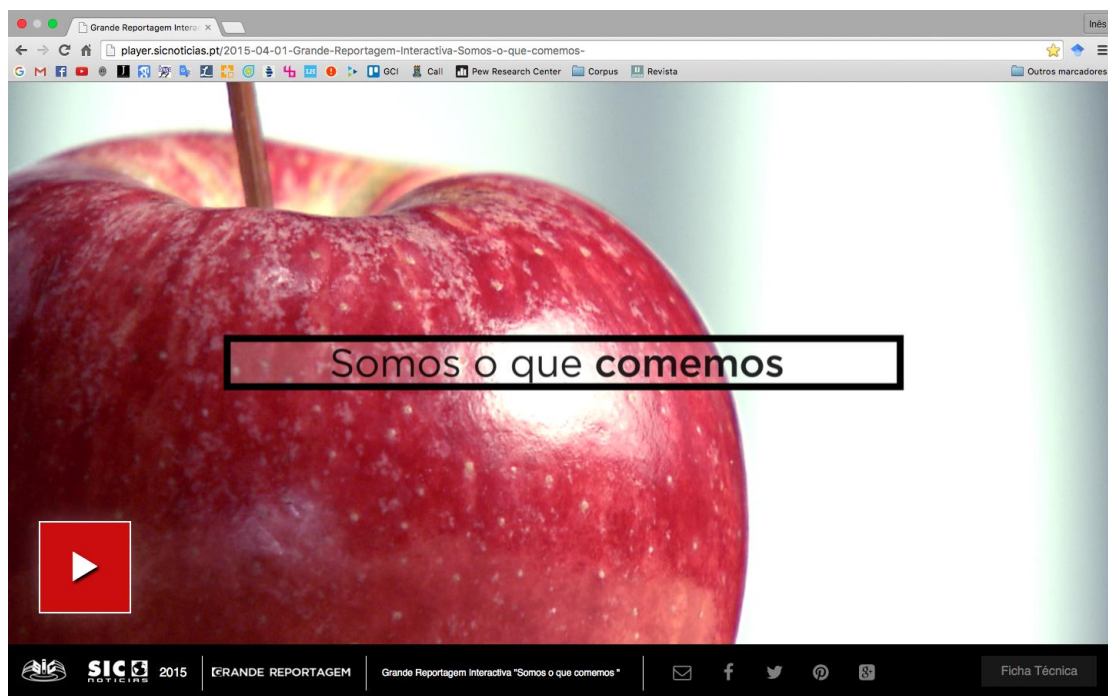 Grande Reportagem Intera
Inês
player.sicnoticias.pt/2015-04-01-Grande-Reportagem-Interactiva-Somos-o-que-comemos-
GCI Call Pew Research Center Corpus Revista Outros marcadores
Somos o que comemos
SIC SIC NOTICIAS 2015 GRANDE REPORTAGEM Grande Reportagem Interactiva "Somos o que comemos " Ficha Técnica